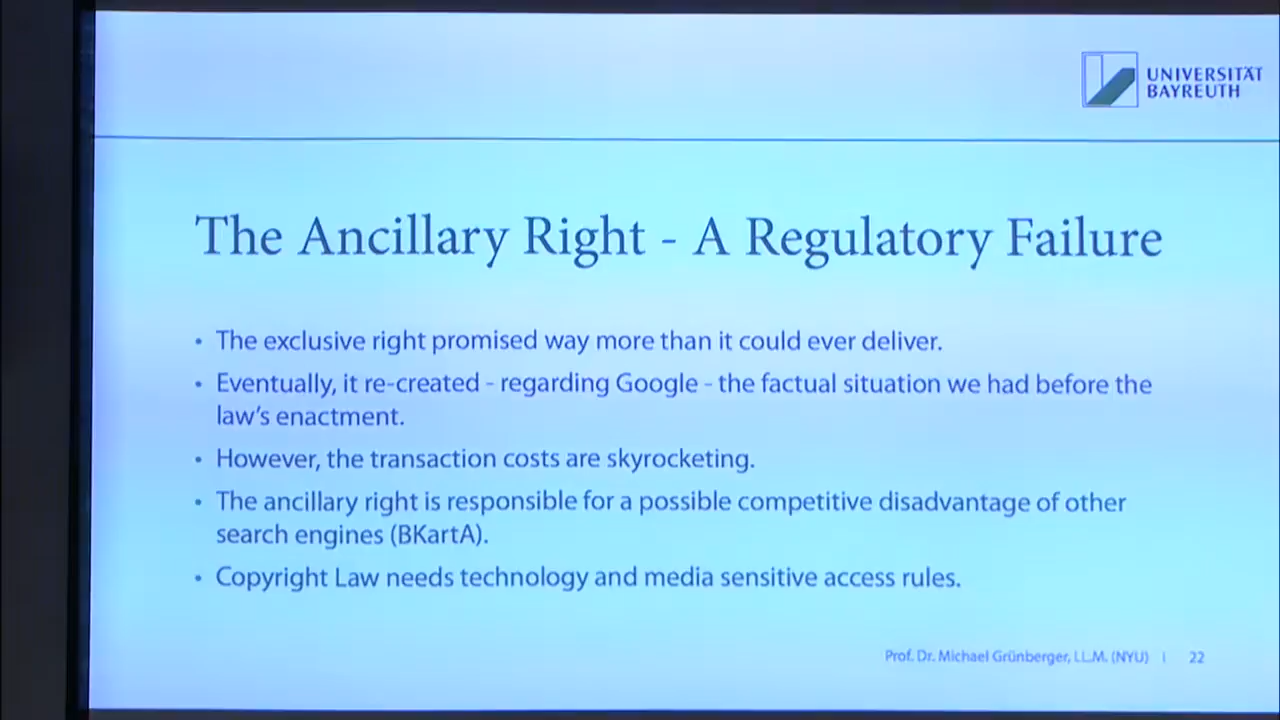 UNIVERSITÄT
BAYREUTH
The Ancillary Right - A Regulatory Failure
• The exclusive right promised way more than it could ever deliver.
• Eventually, it re-created - regarding Google - the factual situation we had before the
law's enactment.
• However, the transaction costs are skyrocketing.
• The ancillary right is responsible for a possible competitive disadvantage of other
search engines (BKartA).
• Copyright Law needs technology and media sensitive access rules.
Prof. Dr. Michael Grünberger, LL.M. (NYU) | 22